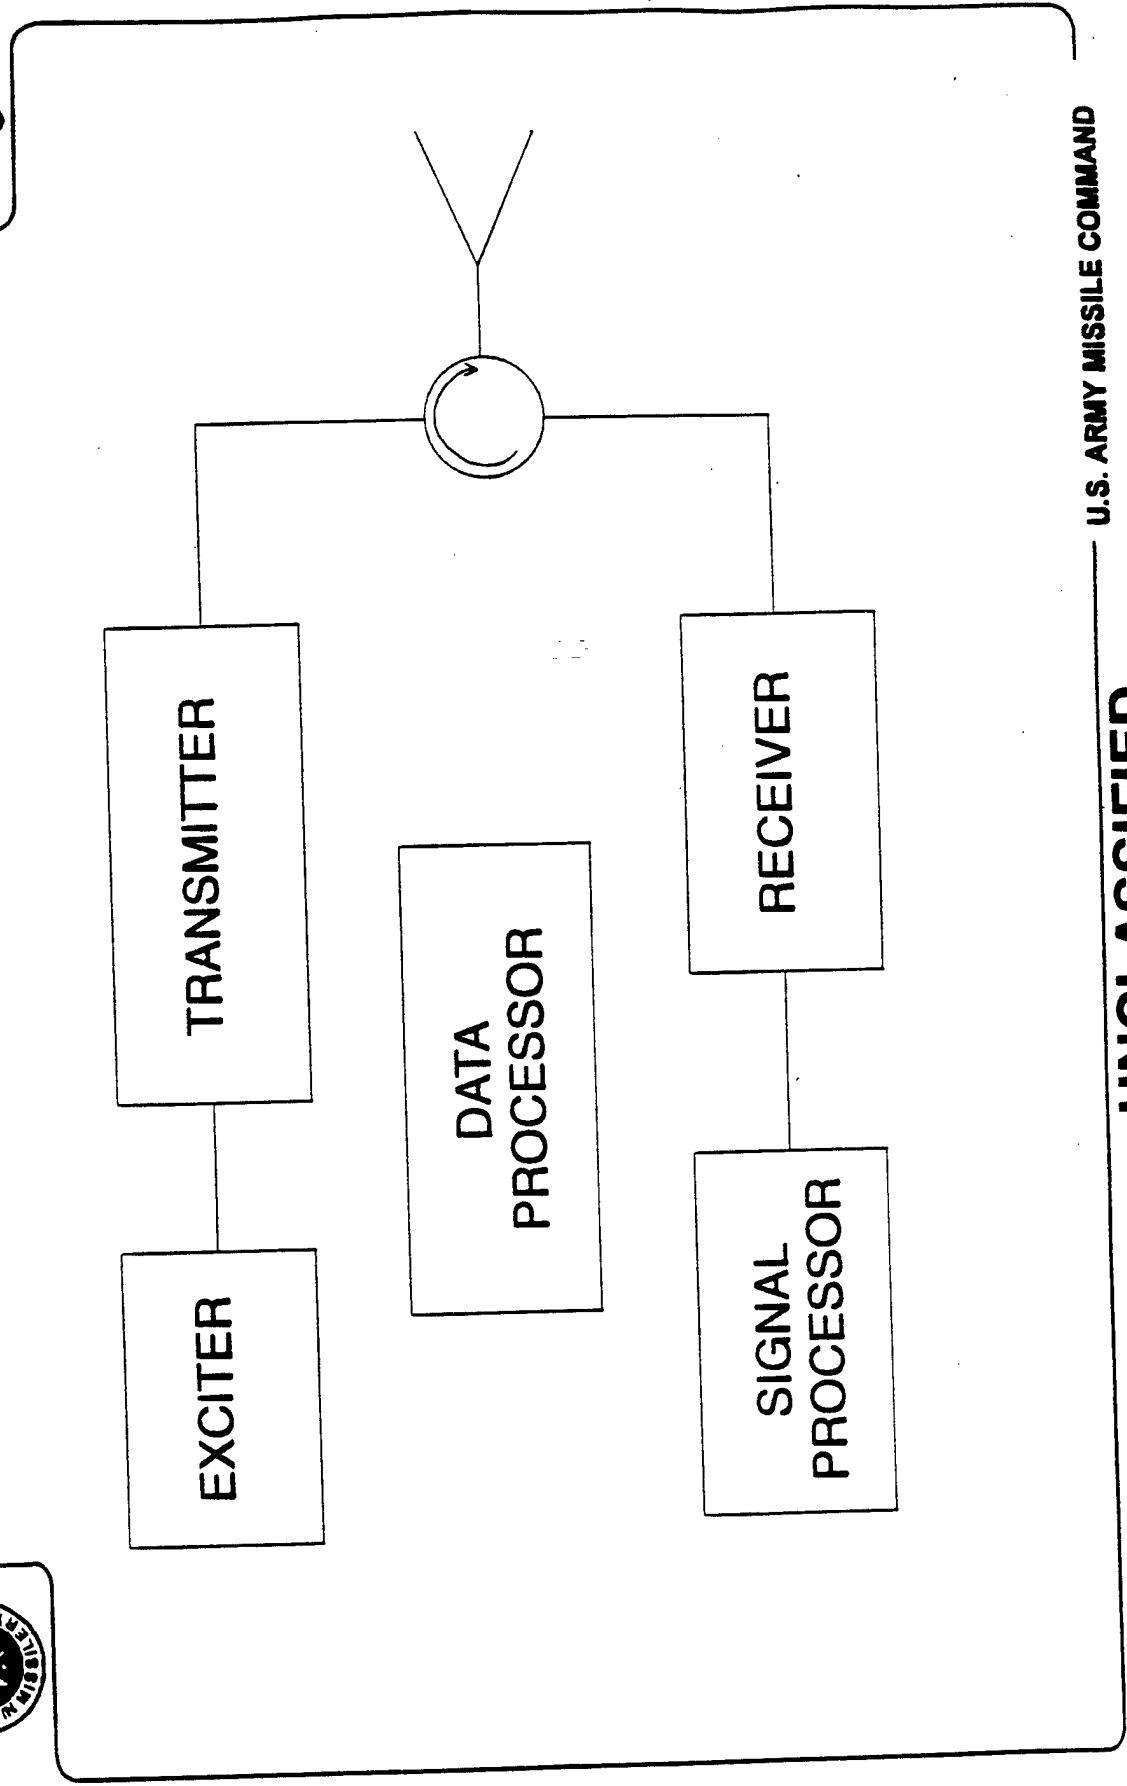 EXCITER
TRANSMITTER
DATA
PROCESSOR
SIGNAL
PROCESSOR
RECEIVER
U.S. ARMY MISSILE COMMAND